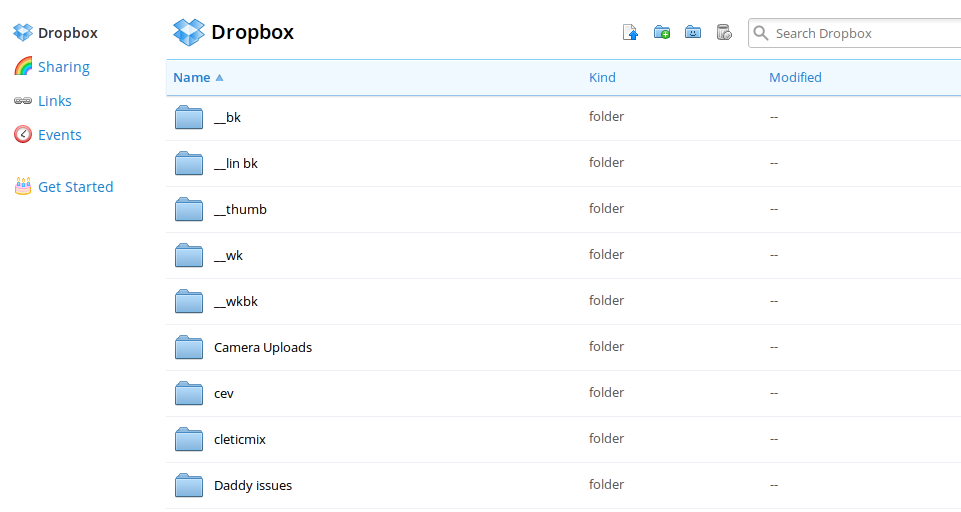 Dropbox
Sharing
Links
Events
Get Started
Dropbox
Search Dropbox
Name Kind Modified
__bk folder --
__lin bk folder --
__thumb folder --
__wk folder --
__wkbk folder --
Camera Uploads folder --
cev folder --
cleticmix folder --
Daddy issues folder --